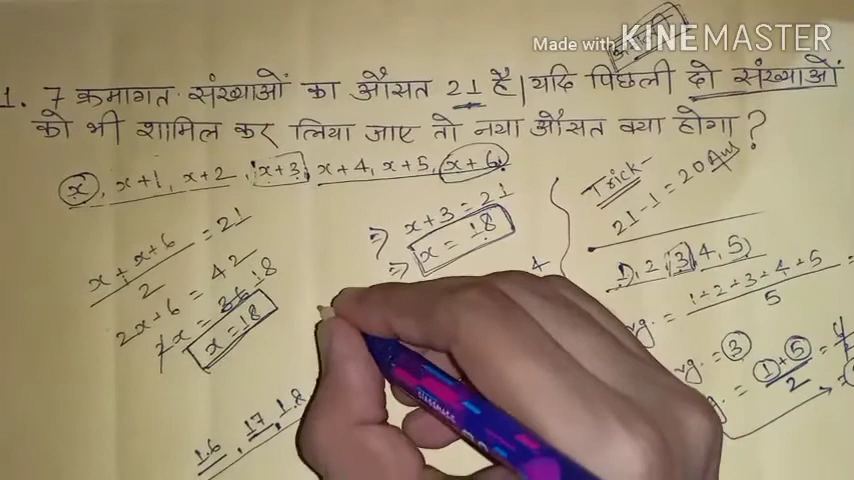 Made with KINEMASTER
1. 7 क्रमागत संख्याओं का औसत 21 है। यदि पिछली दो संख्याओं
को भी शामिल कर लिया जाए तो नया औसत क्या होगा ?
x, x+1, x+2, x+3, x+4, x+5, x+6
x+x+6 / 2 = 21
2x+6 = 42
2x = 36 18
x=18
⇒ x+3=21
⇒ x = 18
16, 17, 18
Trick-
21-1=20 Ans
1, 2, 3, 4, 5
= 1+2+3+4+5 / 5 =
= 3
= 1+5 / 2 =